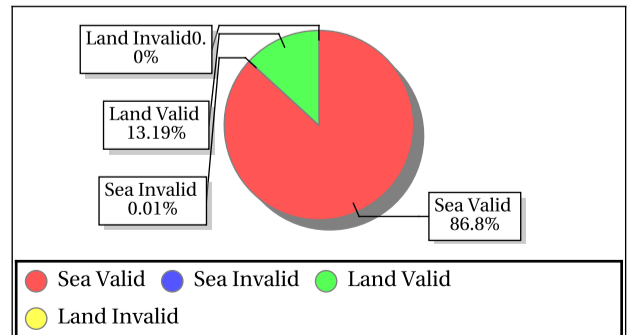 Land Invalid0.
0%
Land Valid
13.19%
Sea Invalid
0.01%
Sea Valid
86.8%
Sea Valid Sea Invalid Land Valid
Land Invalid